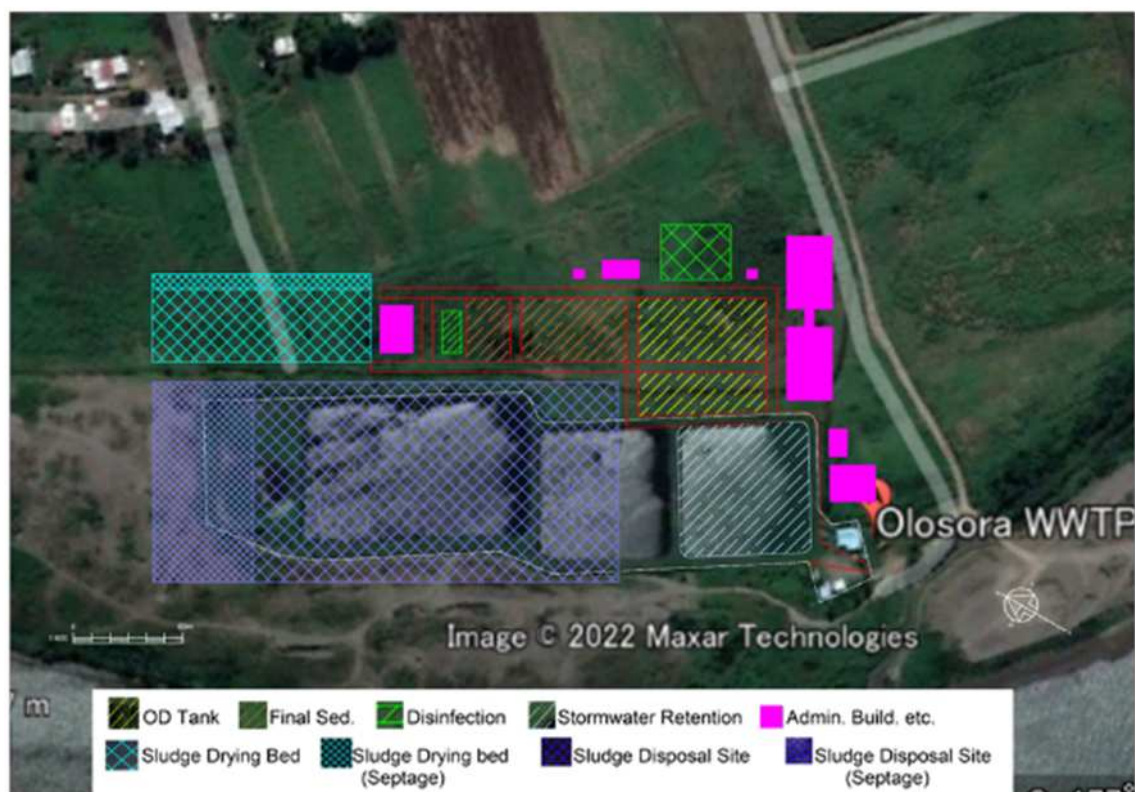 Olosora WWTP
Image © 2022 Maxar Technologies
7 m
OD Tank Final Sed. Disinfection Stormwater Retention Admin. Build. etc.
Sludge Drying Bed Sludge Drying bed Sludge Disposal Site Sludge Disposal Site
(Septage) (Septage)